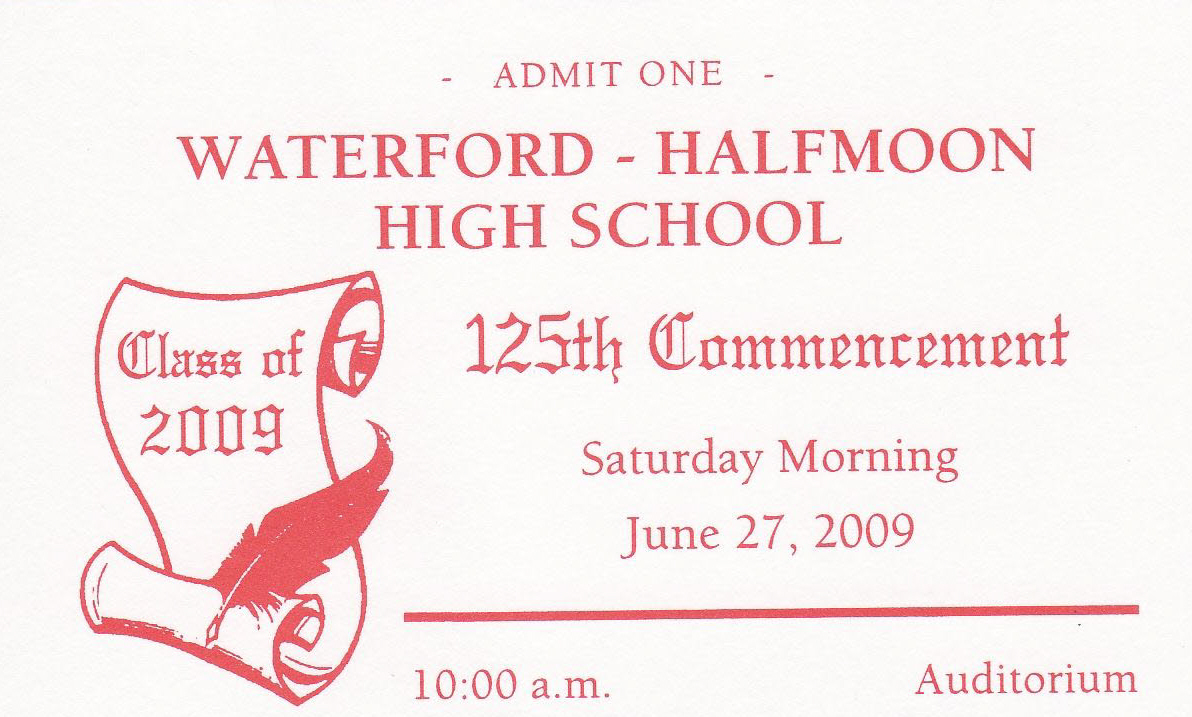 - ADMIT ONE -
WATERFORD - HALFMOON
HIGH SCHOOL
Class of
2009
125th Commencement
Saturday Morning
June 27, 2009
10:00 a.m.
Auditorium